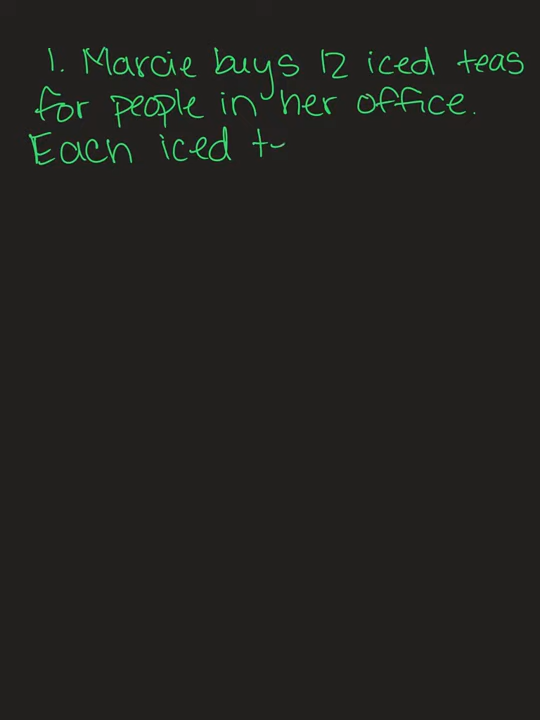 1. Marcie buys 12 iced teas
for people in her office.
Each iced t